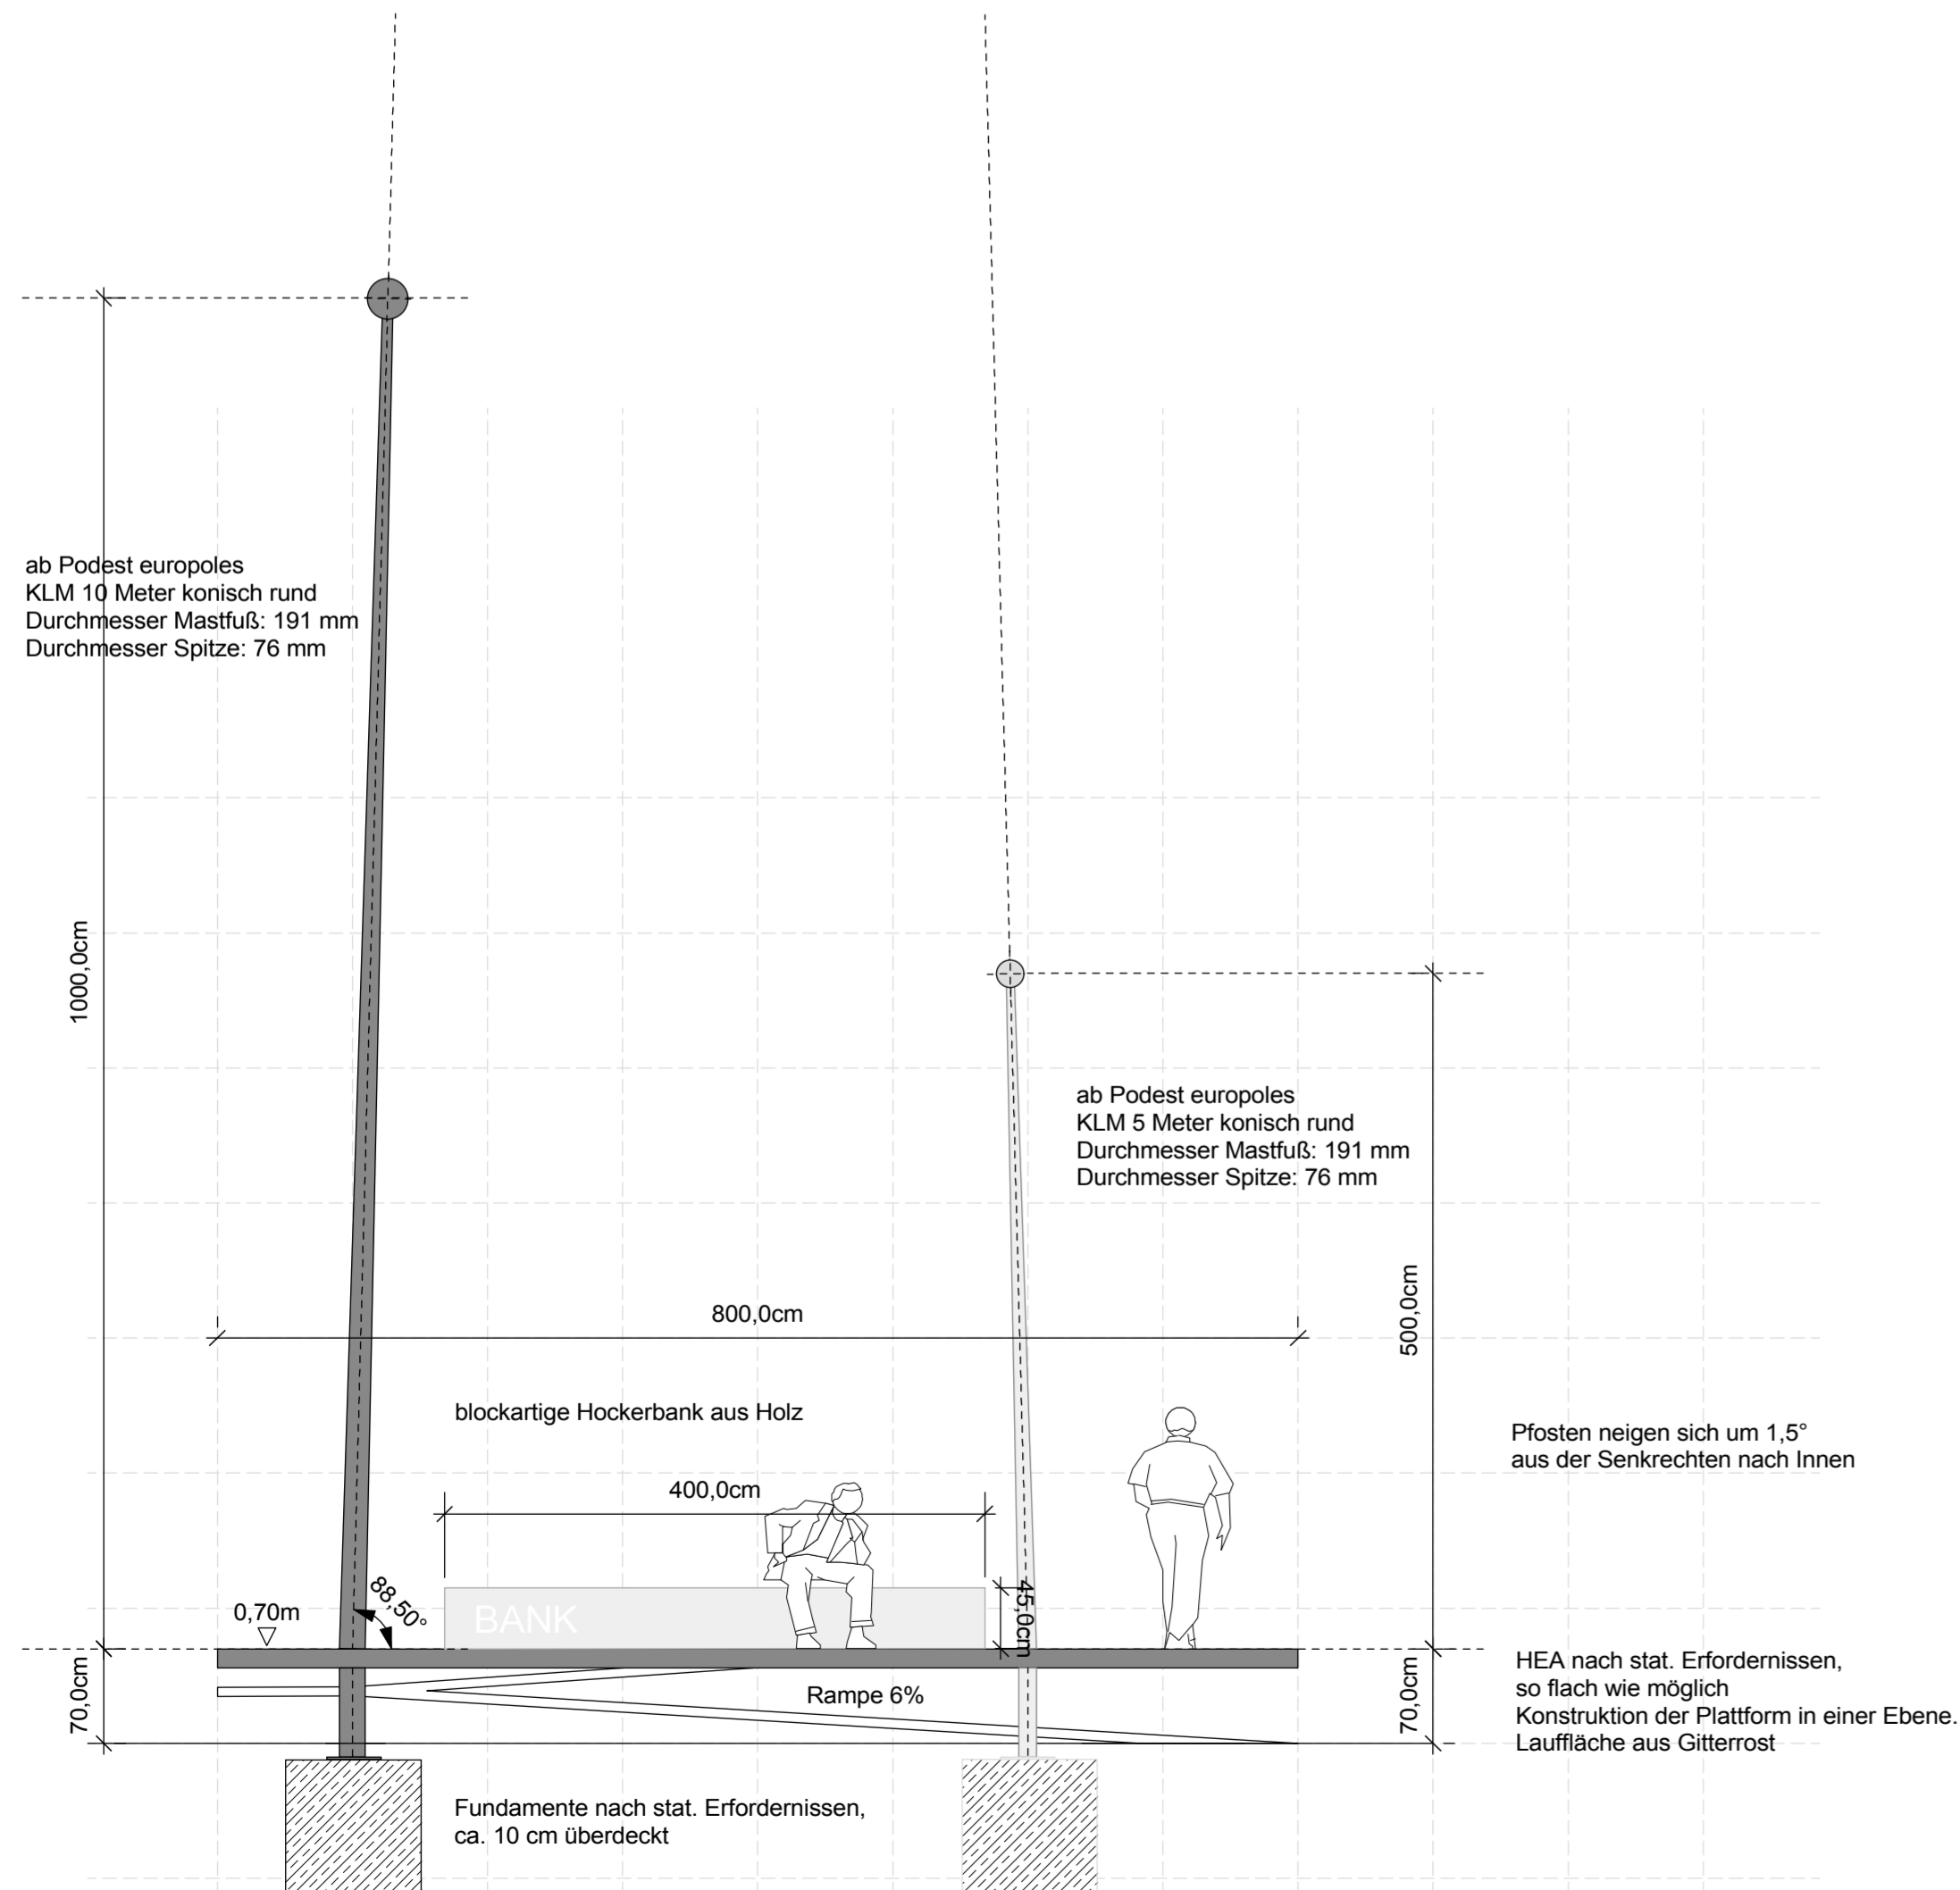 ab Podest europoles
KLM 10 Meter konisch rund
Durchmesser Mastfuß: 191 mm
Durchmesser Spitze: 76 mm
1000,0cm
ab Podest europoles
KLM 5 Meter konisch rund
Durchmesser Mastfuß: 191 mm
Durchmesser Spitze: 76 mm
800,0cm
500,0cm
blockartige Hockerbank aus Holz
Pfosten neigen sich um 1,5°
aus der Senkrechten nach Innen
400,0cm
88,50°
45,0cm
0,70m
BANK
70,0cm
Rampe 6%
70,0cm
HEA nach stat. Erfordernissen,
so flach wie möglich
Konstruktion der Plattform in einer Ebene.
Lauffläche aus Gitterrost
Fundamente nach stat. Erfordernissen,
ca. 10 cm überdeckt